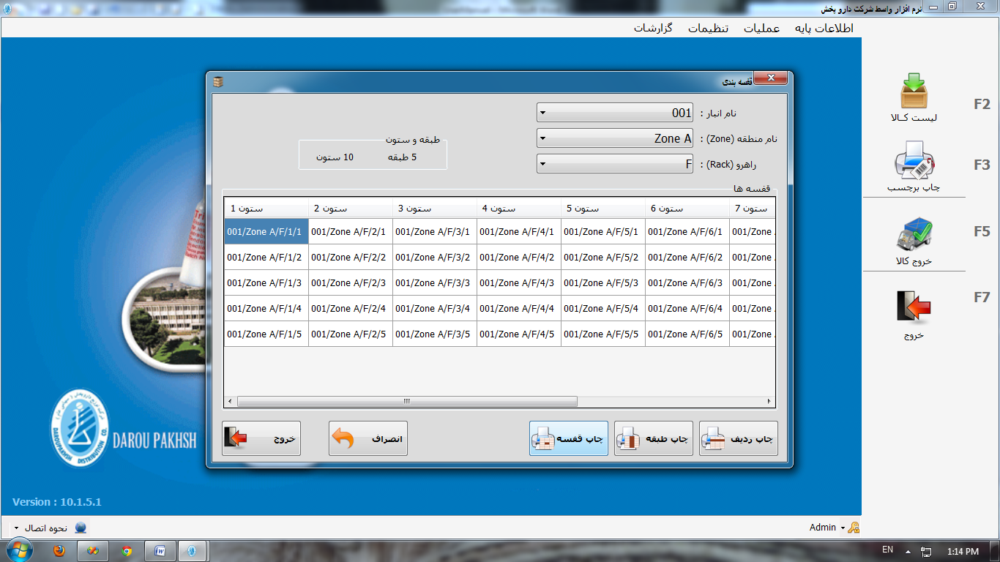 نرم افزار واسط شرکت دارو پخش
اطلاعات پایه عملیات تنظیمات گزارشات
F2
لیست کـالا
F3
چاپ برچسب
F5
خروج کالا
F7
خروج
قفسه بندی
نام انبار : 001
نام منطقه (Zone) : Zone A
راهرو (Rack) : F
طبقه و ستون
5 طبقه 10 ستون
قفسه ها
ستون 1 ستون 2 ستون 3 ستون 4 ستون 5 ستون 6 ستون 7
001/Zone A/F/1/1 001/Zone A/F/2/1 001/Zone A/F/3/1 001/Zone A/F/4/1 001/Zone A/F/5/1 001/Zone A/F/6/1 001/Zone
001/Zone A/F/1/2 001/Zone A/F/2/2 001/Zone A/F/3/2 001/Zone A/F/4/2 001/Zone A/F/5/2 001/Zone A/F/6/2 001/Zone
001/Zone A/F/1/3 001/Zone A/F/2/3 001/Zone A/F/3/3 001/Zone A/F/4/3 001/Zone A/F/5/3 001/Zone A/F/6/3 001/Zone
001/Zone A/F/1/4 001/Zone A/F/2/4 001/Zone A/F/3/4 001/Zone A/F/4/4 001/Zone A/F/5/4 001/Zone A/F/6/4 001/Zone
001/Zone A/F/1/5 001/Zone A/F/2/5 001/Zone A/F/3/5 001/Zone A/F/4/5 001/Zone A/F/5/5 001/Zone A/F/6/5 001/Zone
چاپ ردیف چاپ طبقه چاپ قفسه انصراف خروج
DAROUPAKHSH DISTRIBUTION CO.
DAROU PAKHSH
Version : 10.1.5.1
Admin
نحوه اتصال
EN
1:14 PM